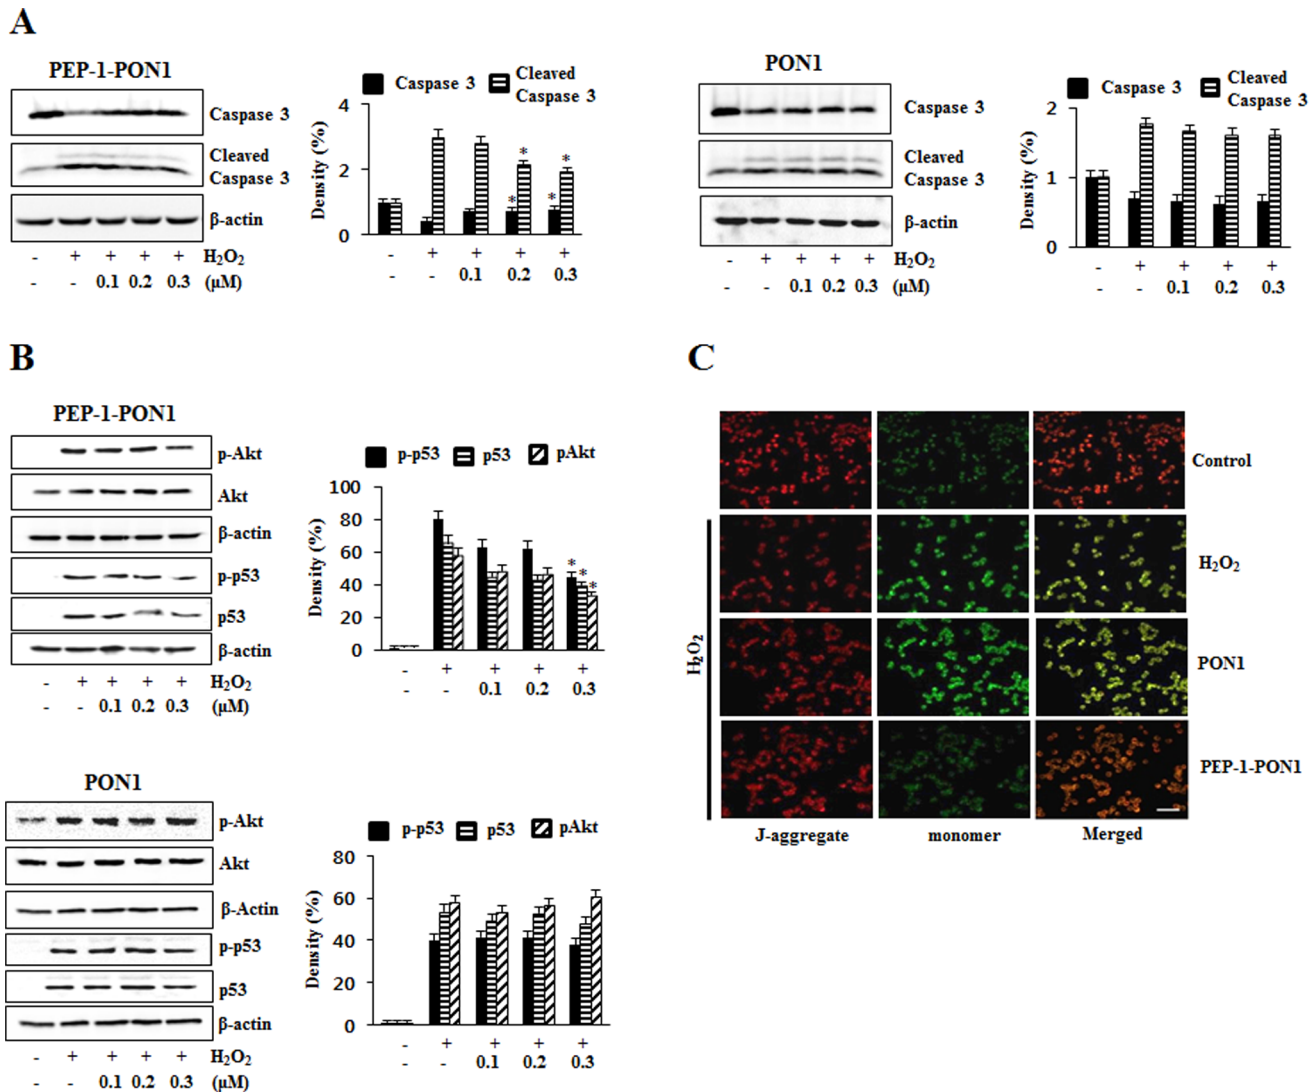 A
PEP-1-PON1
Caspase 3
Cleaved
Caspase 3
β-actin
- + + + + H₂O₂
- - 0.1 0.2 0.3 (μM)
Caspase 3 Cleaved
Caspase 3
Density (%)
4
2
0
* *
* *
- + + + +
- - 0.1 0.2 0.3
PON1
Caspase 3
Cleaved
Caspase 3
β-actin
- + + + + H₂O₂
- - 0.1 0.2 0.3 (μM)
Caspase 3 Cleaved
Caspase 3
Density (%)
2
1
0
- + + + +
- - 0.1 0.2 0.3
B
PEP-1-PON1
p-Akt
Akt
β-actin
p-p53
p53
β-actin
- + + + + H₂O₂
- - 0.1 0.2 0.3 (μM)
p-p53 p53 pAkt
Density (%)
100
80
60
40
20
0
* * *
- + + + +
- - 0.1 0.2 0.3
PON1
p-Akt
Akt
β-Actin
p-p53
p53
β-actin
- + + + + H₂O₂
- - 0.1 0.2 0.3 (μM)
p-p53 p53 pAkt
Density (%)
80
60
40
20
0
- + + + +
- - 0.1 0.2 0.3
C
Control
H₂O₂
H₂O₂
PON1
PEP-1-PON1
J-aggregate monomer Merged